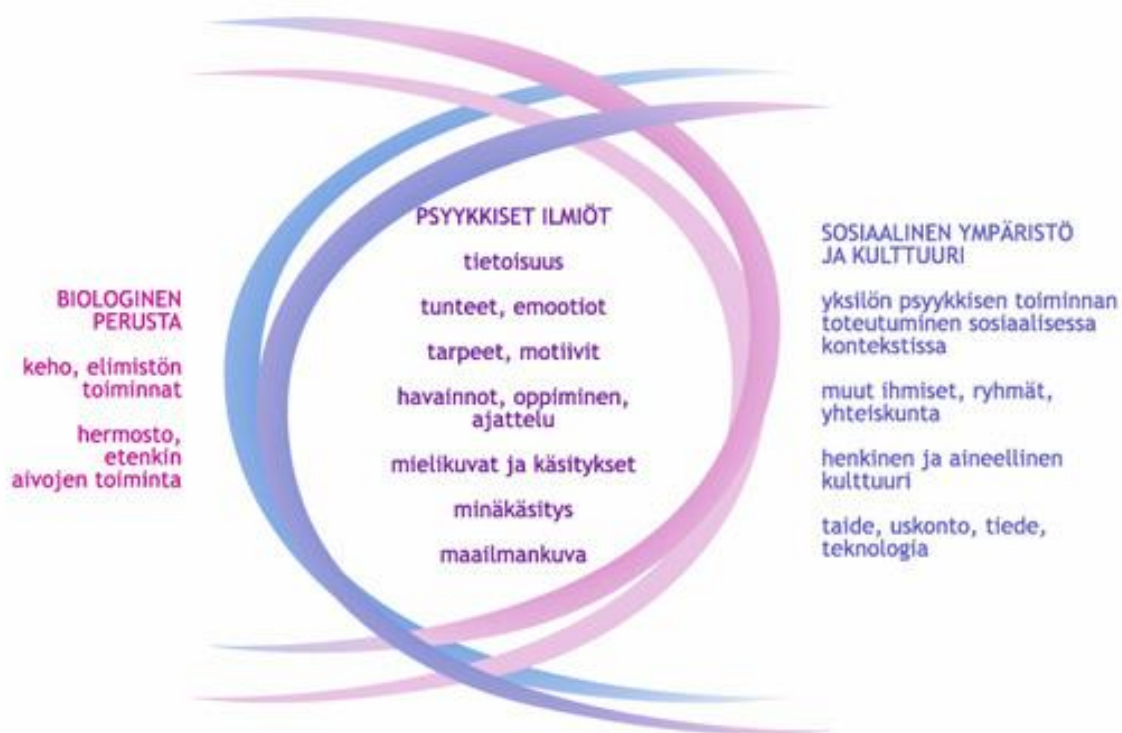 BIOLOGINEN
PERUSTA
keho, elimistön
toiminnat
hermosto,
etenkin
aivojen toiminta
PSYYKKISET ILMIÖT
tietoisuus
tunteet, emootiot
tarpeet, motiivit
havainnot, oppiminen,
ajattelu
mielikuvat ja käsitykset
minäkäsitys
maailmankuva
SOSIAALINEN YMPÄRISTÖ
JA KULTTUURI
yksilön psyykkisen toiminnan
toteutuminen sosiaalisessa
kontekstissa
muut ihmiset, ryhmät,
yhteiskunta
henkinen ja aineellinen
kulttuuri
taide, uskonto, tiede,
teknologia